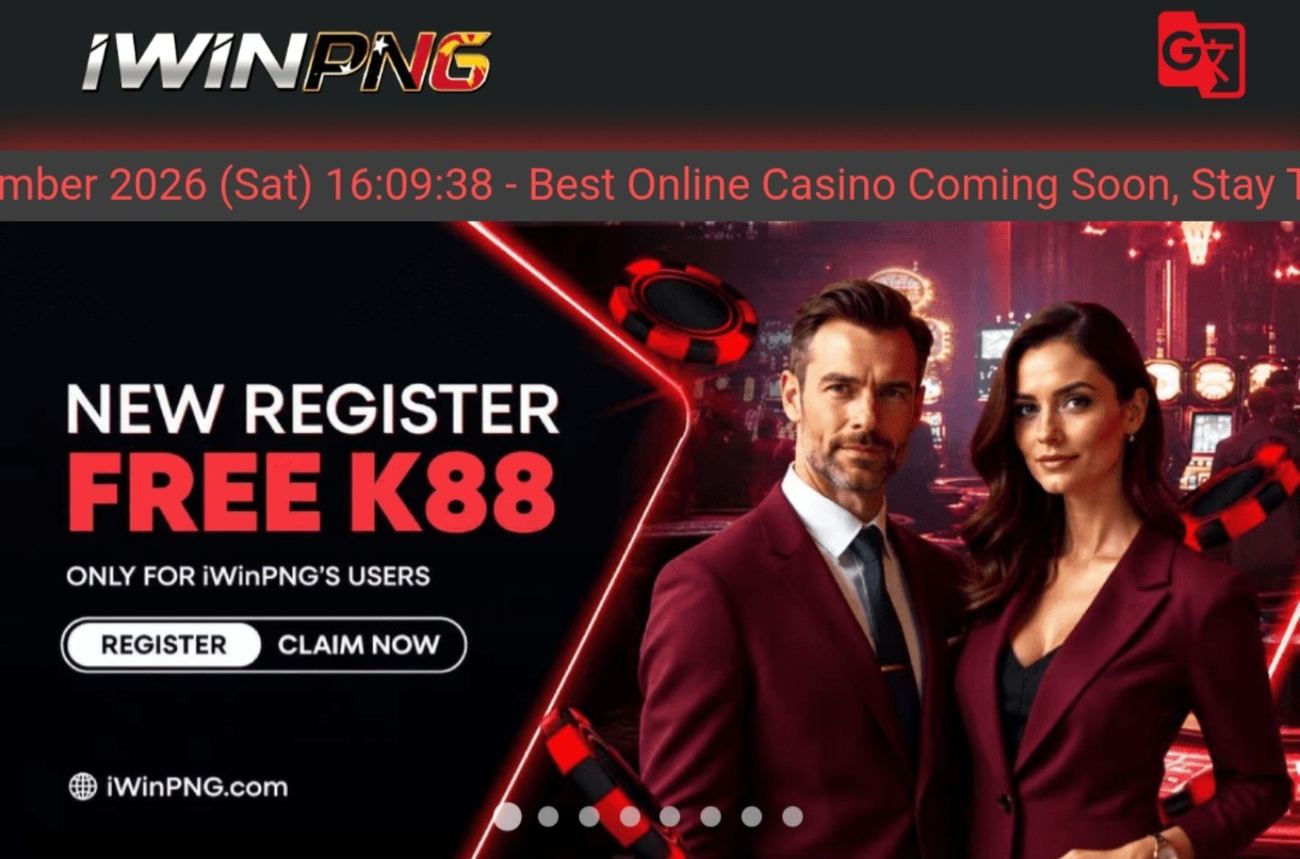 iWINPNG
mber 2026 (Sat) 16:09:38 - Best Online Casino Coming Soon, Stay T
NEW REGISTER
FREE K88
ONLY FOR iWinPNG'S USERS
REGISTER CLAIM NOW
iWinPNG.com